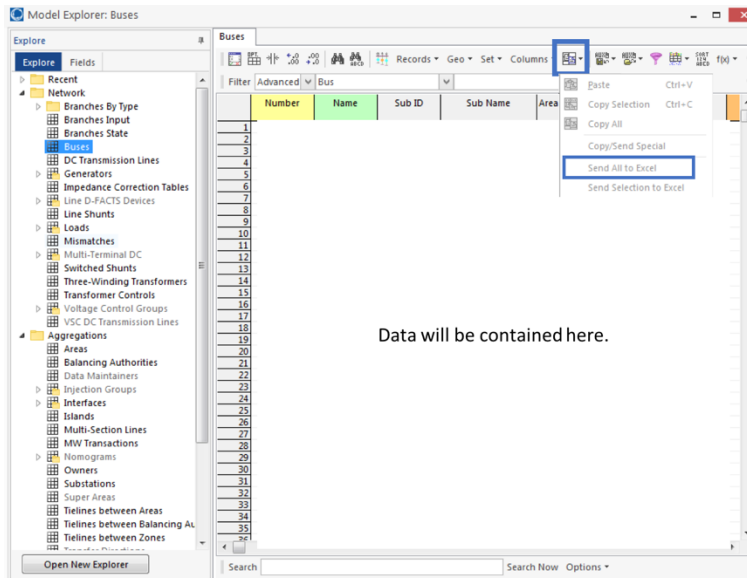 Model Explorer: Buses
Explore
Explore Fields
Recent
Network
Branches By Type
Branches Input
Branches State
Buses
DC Transmission Lines
Generators
Impedance Correction Tables
Line D-FACTS Devices
Line Shunts
Loads
Mismatches
Multi-Terminal DC
Switched Shunts
Three-Winding Transformers
Transformer Controls
Voltage Control Groups
VSC DC Transmission Lines
Aggregations
Areas
Balancing Authorities
Data Maintainers
Injection Groups
Interfaces
Islands
Multi-Section Lines
MW Transactions
Nomograms
Owners
Substations
Super Areas
Tielines between Areas
Tielines between Balancing Au
Tielines between Zones
Transfer Directions
Open New Explorer
Buses
Records Geo Set Columns
Filter Advanced Bus
Number Name Sub ID Sub Name Area
Paste Ctrl+V
Copy Selection Ctrl+C
Copy All
Copy/Send Special
Send All to Excel
Send Selection to Excel
1
2
3
4
5
6
7
8
9
10
11
12
13
14
15
16
17
18
19
20
21
22
23
24
25
26
27
28
29
30
31
32
33
34
35
36
Data will be contained here.
Search Search Now Options